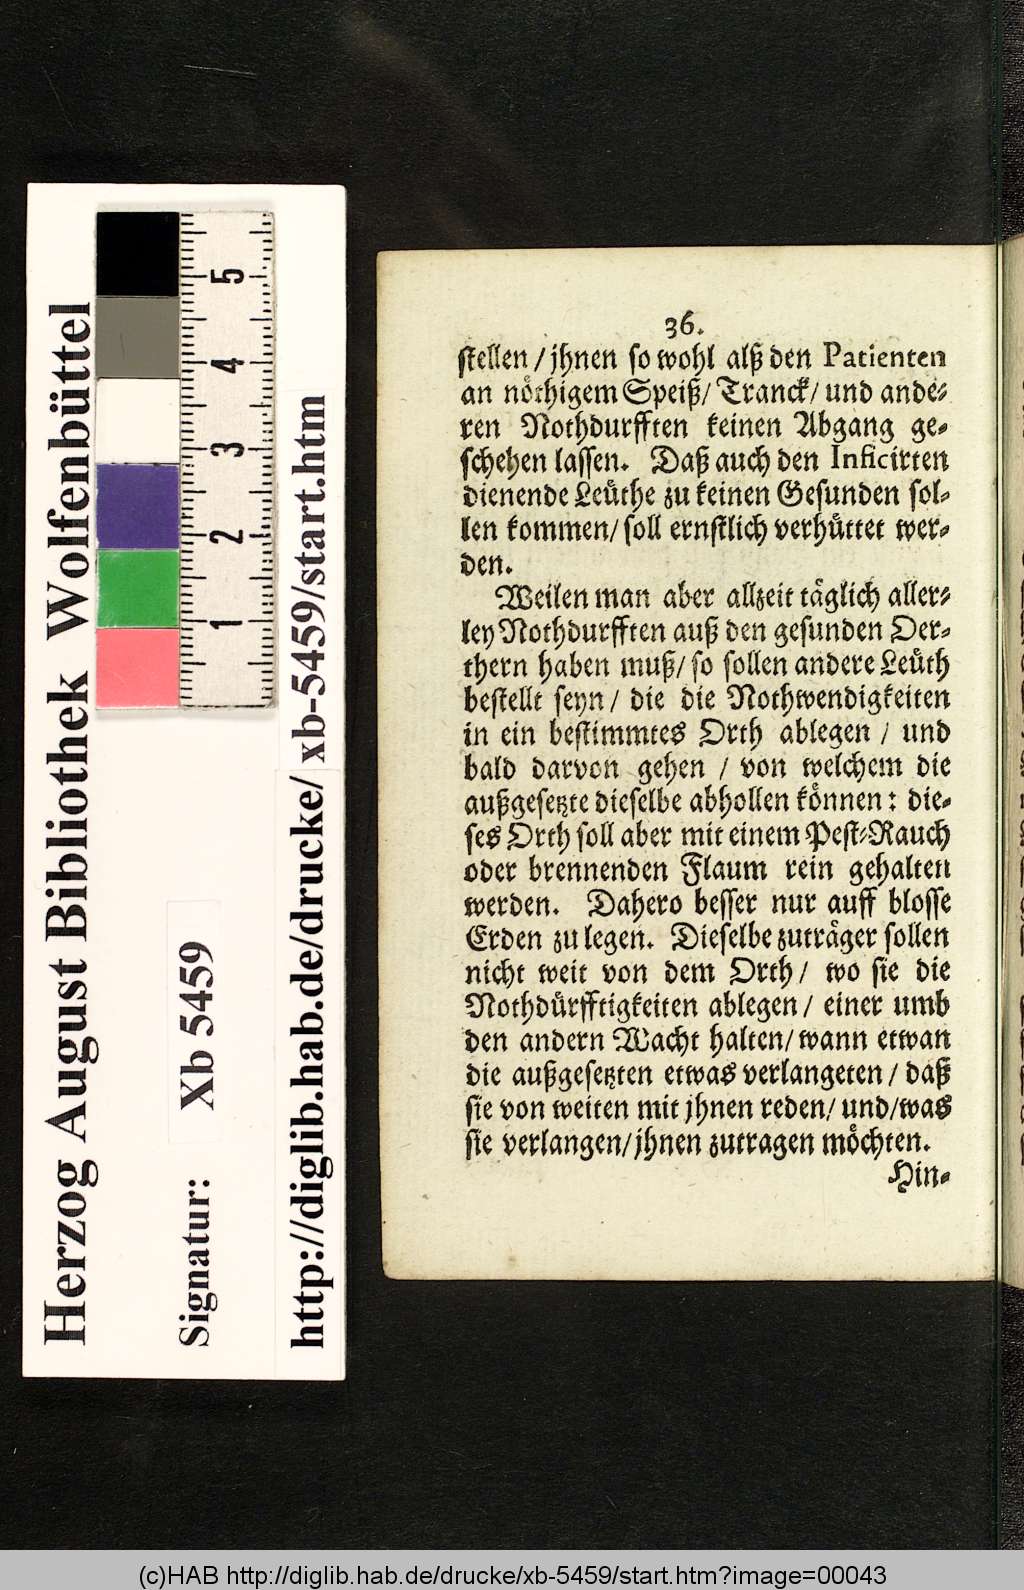 Herzog August Bibliothek Wolfenbüttel
Signatur: Xb 5459
http://diglib.hab.de/drucke/xb-5459/start.htm
5
4
3
2
1
36.
stellen / jhnen so wohl alß den Patienten
an nöthigem Speiß / Tranck / und ande-
ren Nothdurfften keinen Abgang ge-
schehen lassen. Daß auch den Inficirten
dienende Leüthe zu keinen Gesunden sol-
len kommen / soll ernstlich verhüttet wer-
den.
Weilen man aber allzeit täglich aller-
ley Nothdurfften auß den gesunden Oer-
thern haben muß / so sollen andere Leüth
bestellt seyn / die die Nothwendigkeiten
in ein bestimmtes Orth ablegen / und
bald darvon gehen / von welchem die
außgesetzte dieselbe abhollen können: die-
ses Orth soll aber mit einem Pest-Rauch
oder brennenden Flaum rein gehalten
werden. Dahero besser nur auff blosse
Erden zu legen. Dieselbe zuträger sollen
nicht weit von dem Orth / wo sie die
Nothdürfftigkeiten ablegen / einer umb
den andern Wacht halten / wann etwan
die außgesetzten etwas verlangeten / daß
sie von weiten mit jhnen reden / und / was
sie verlangen / jhnen zutragen möchten.
Hin-
(c)HAB http://diglib.hab.de/drucke/xb-5459/start.htm?image=00043